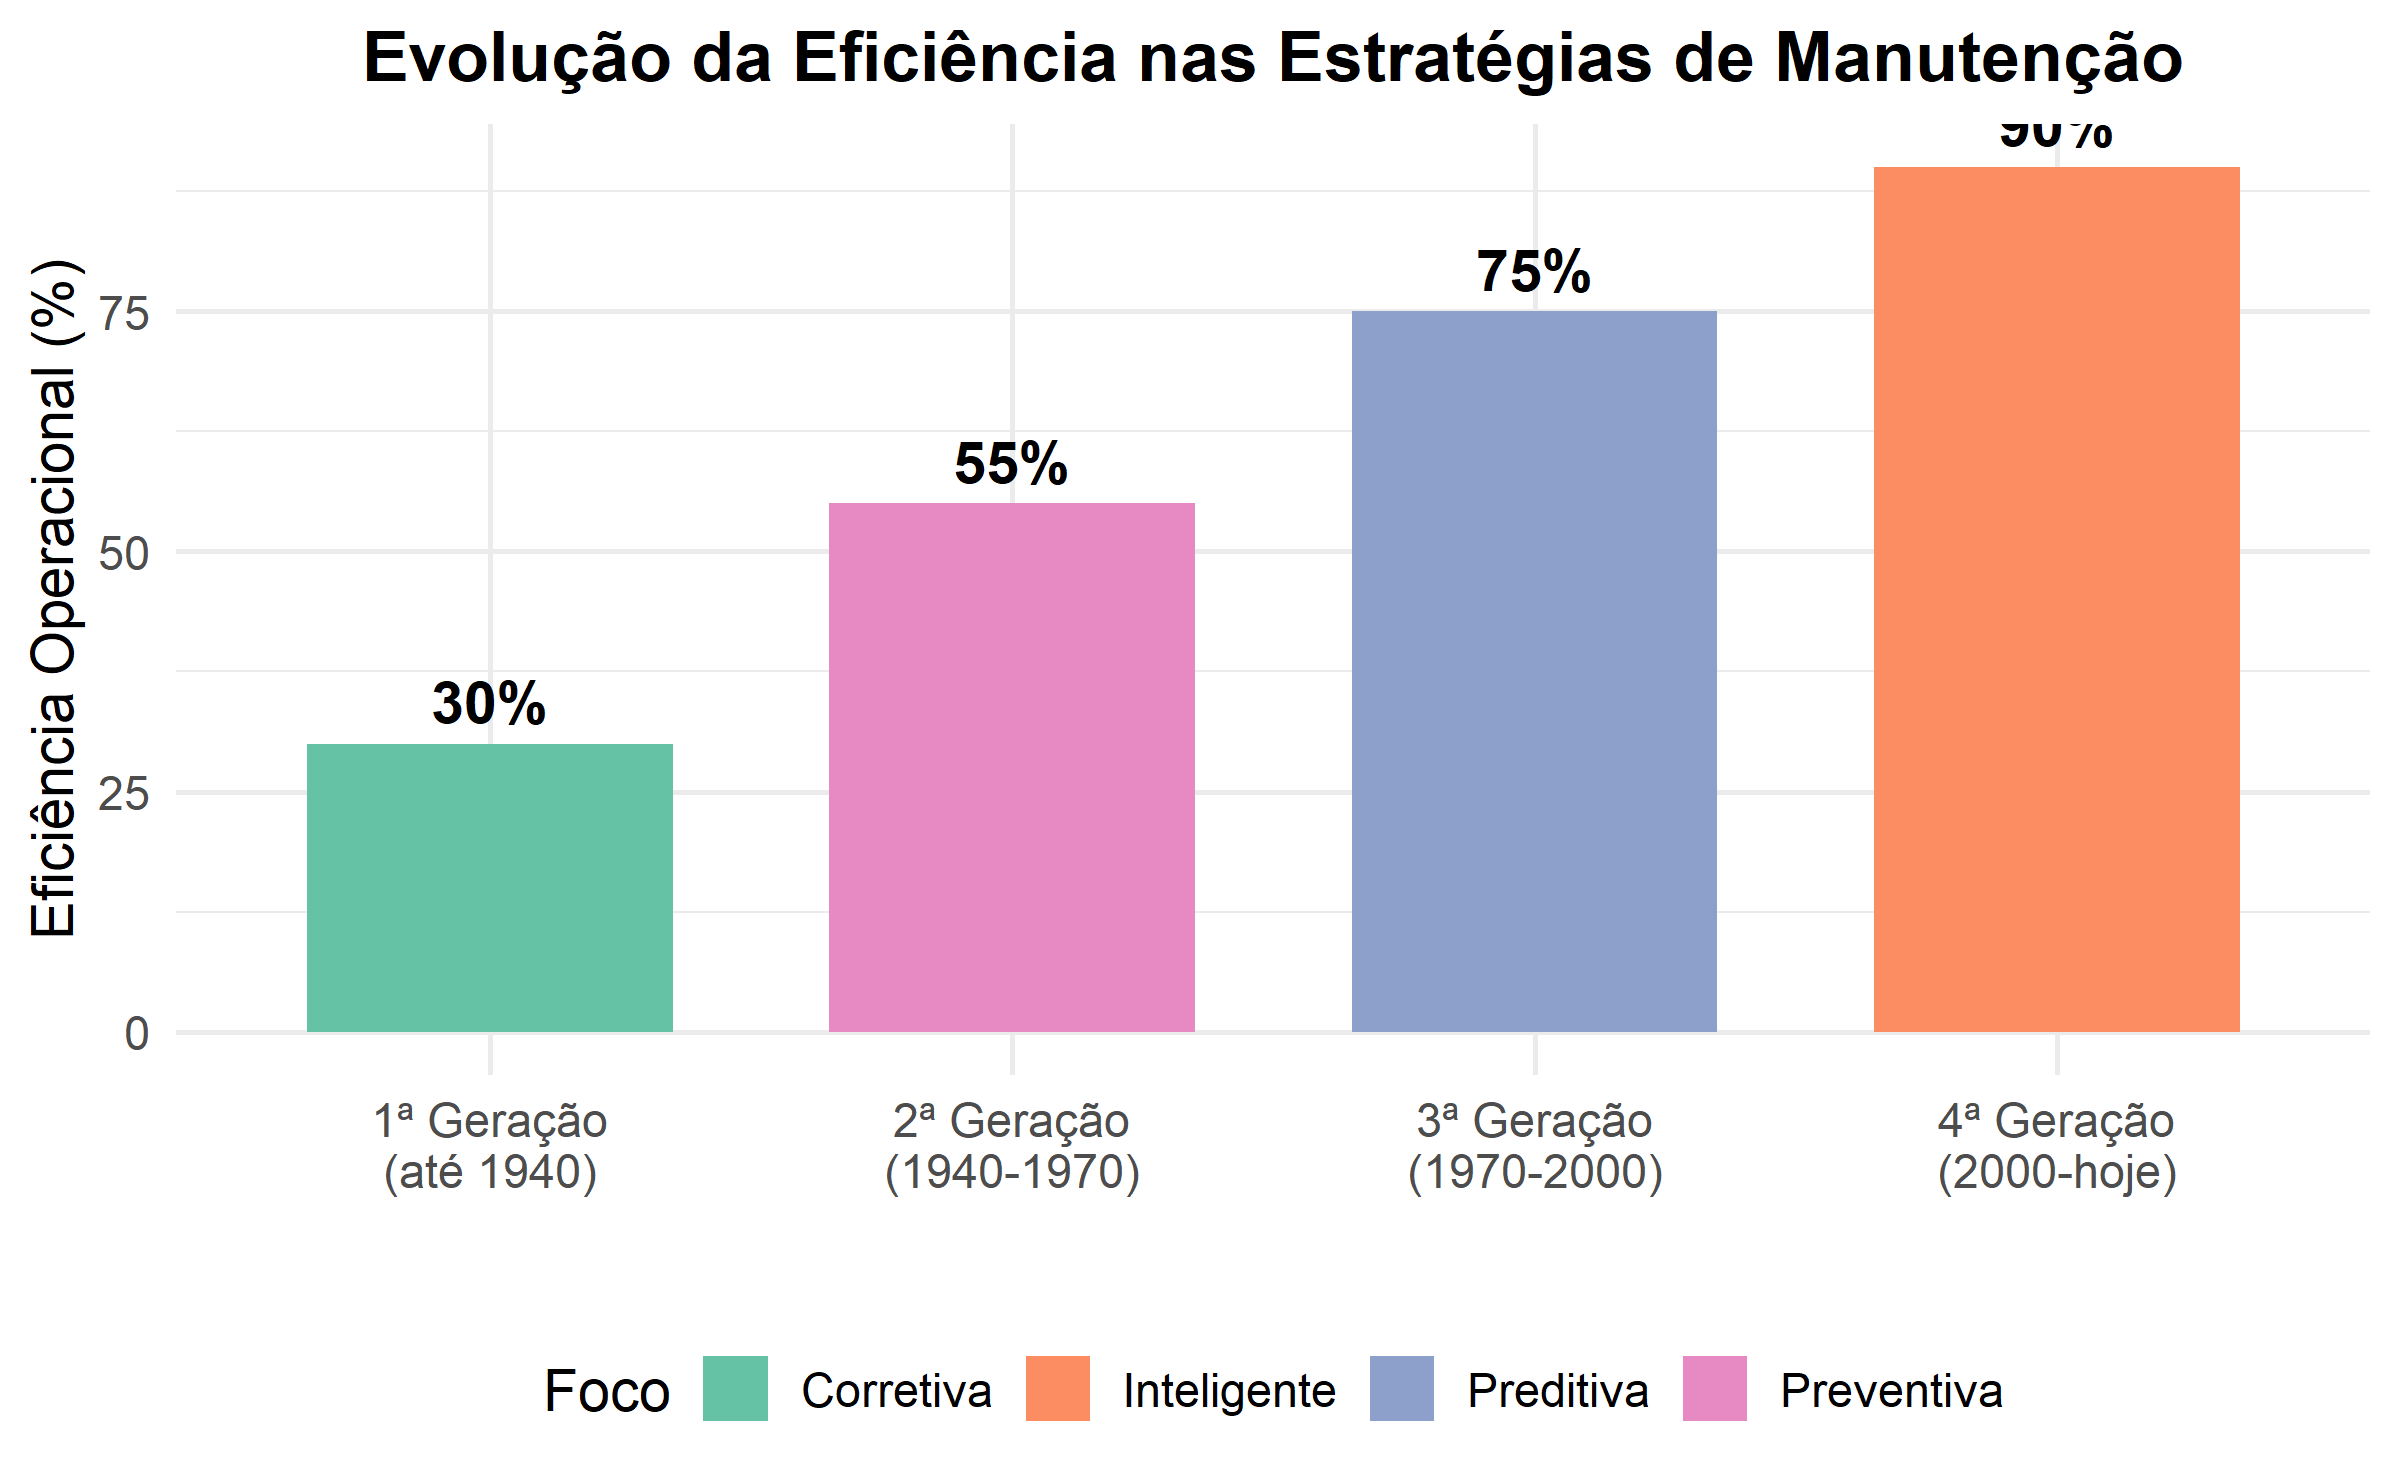 Evolução da Eficiência nas Estratégias de Manutenção
90%
75%
55%
30%
Eficiência Operacional (%)
75
50
25
0
1ª Geração
(até 1940)
2ª Geração
(1940-1970)
3ª Geração
(1970-2000)
4ª Geração
(2000-hoje)
Foco
Corretiva
Inteligente
Preditiva
Preventiva